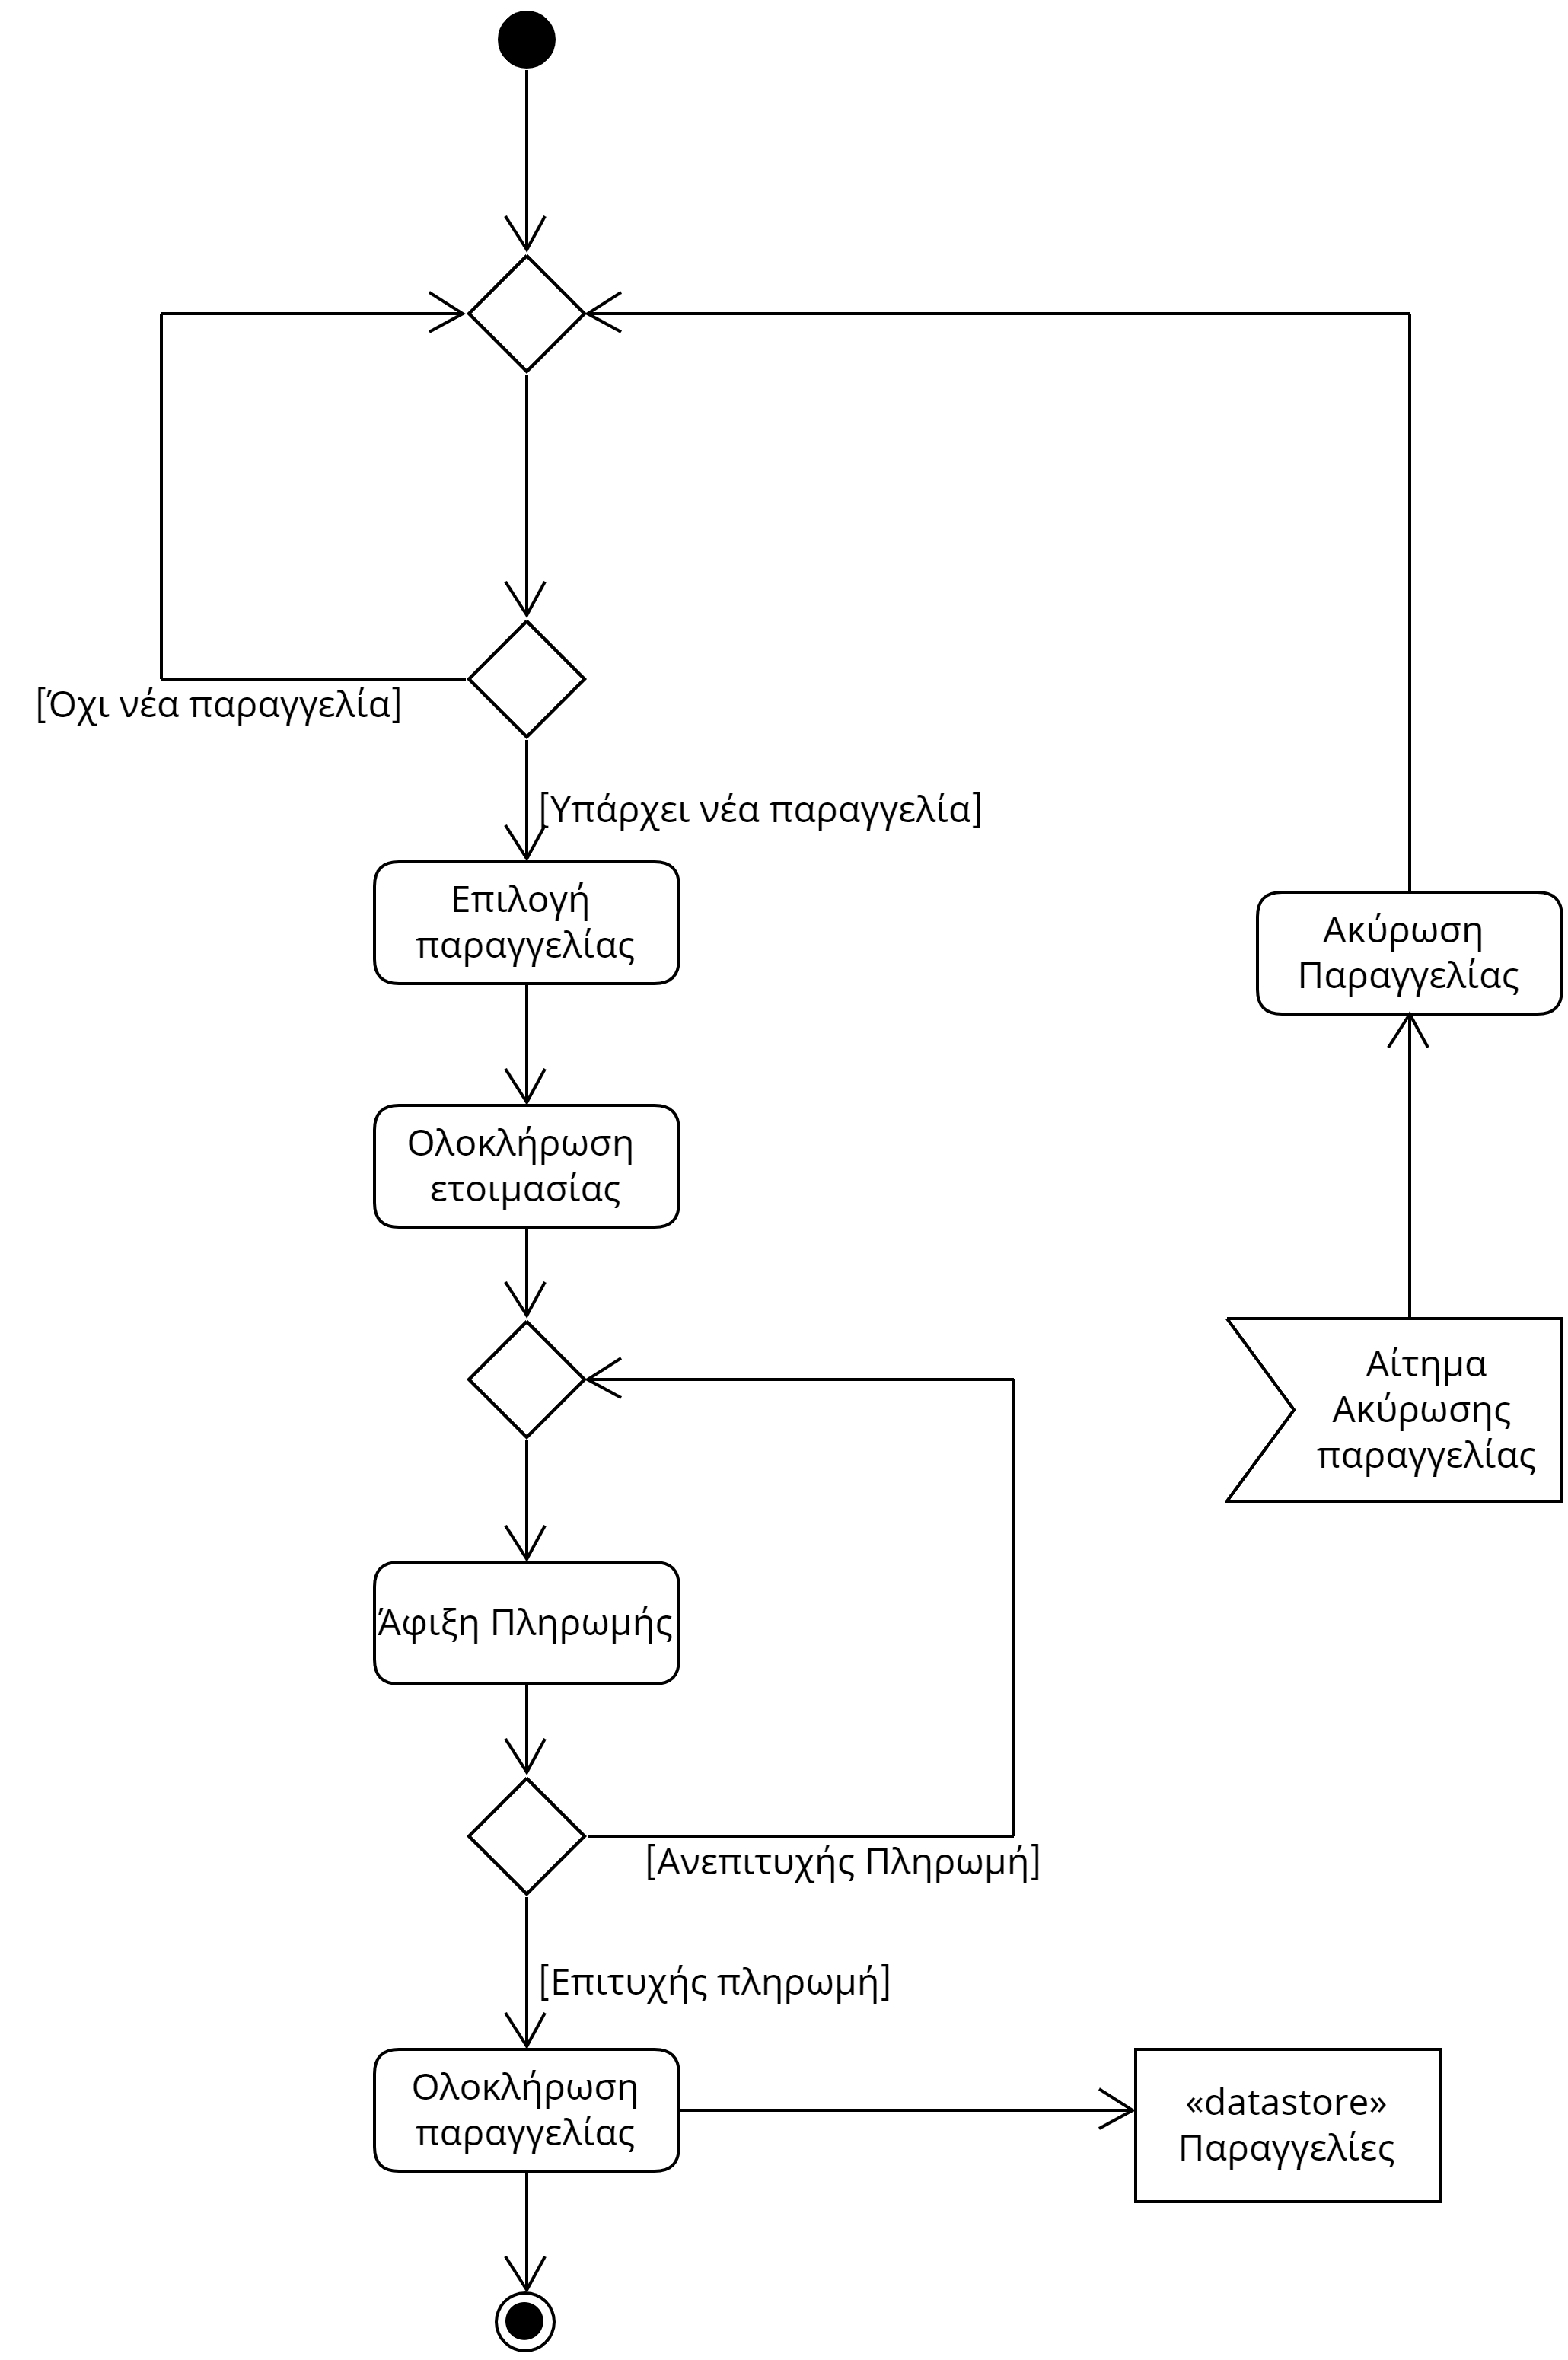 [Όχι νέα παραγγελία]
[Υπάρχει νέα παραγγελία]
Επιλογή
παραγγελίας
Ακύρωση
Παραγγελίας
Ολοκλήρωση
ετοιμασίας
Αίτημα
Ακύρωσης
παραγγελίας
Άφιξη Πληρωμής
[Ανεπιτυχής Πληρωμή]
[Επιτυχής πληρωμή]
Ολοκλήρωση
παραγγελίας
«datastore»
Παραγγελίες